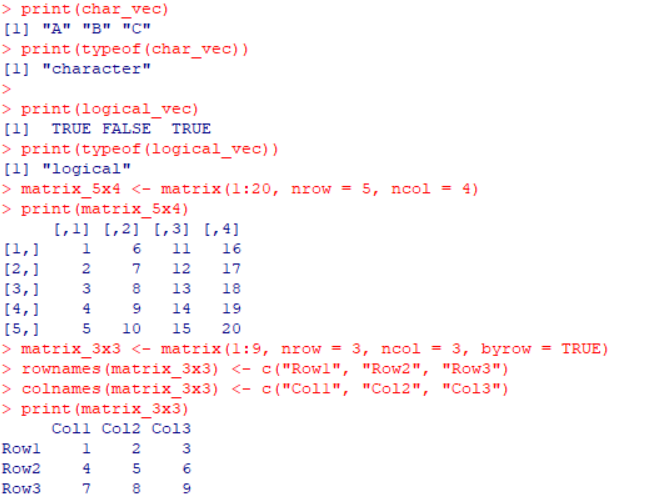 > print(char_vec)
[1] "A" "B" "C"
> print(typeof(char_vec))
[1] "character"
>
> print(logical_vec)
[1]  TRUE FALSE  TRUE
> print(typeof(logical_vec))
[1] "logical"
> matrix_5x4 <- matrix(1:20, nrow = 5, ncol = 4)
> print(matrix_5x4)
     [,1] [,2] [,3] [,4]
[1,]    1    6   11   16
[2,]    2    7   12   17
[3,]    3    8   13   18
[4,]    4    9   14   19
[5,]    5   10   15   20
> matrix_3x3 <- matrix(1:9, nrow = 3, ncol = 3, byrow = TRUE)
> rownames(matrix_3x3) <- c("Row1", "Row2", "Row3")
> colnames(matrix_3x3) <- c("Col1", "Col2", "Col3")
> print(matrix_3x3)
     Col1 Col2 Col3
Row1    1    2    3
Row2    4    5    6
Row3    7    8    9